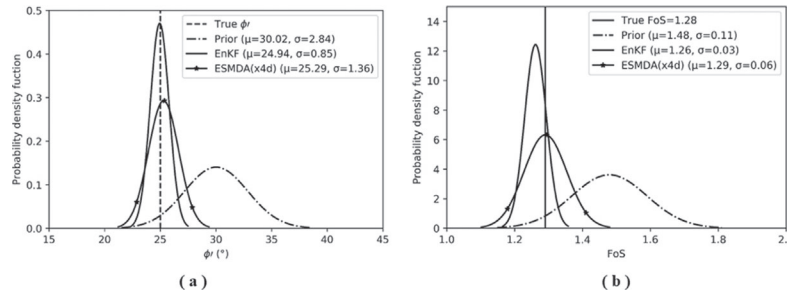 0.5
0.4
0.3
0.2
0.1
0.0
Probability density fuction
15 20 25 30 35 40 45
ϕ′ (°)
True ϕ′
Prior (μ=30.02, σ=2.84)
EnKF (μ=24.94, σ=0.85)
ESMDA(x4d) (μ=25.29, σ=1.36)
( a )
14
12
10
8
6
4
2
0
Probability density fuction
1.0 1.2 1.4 1.6 1.8 2.
FoS
True FoS=1.28
Prior (μ=1.48, σ=0.11)
EnKF (μ=1.26, σ=0.03)
ESMDA(x4d) (μ=1.29, σ=0.06)
( b )